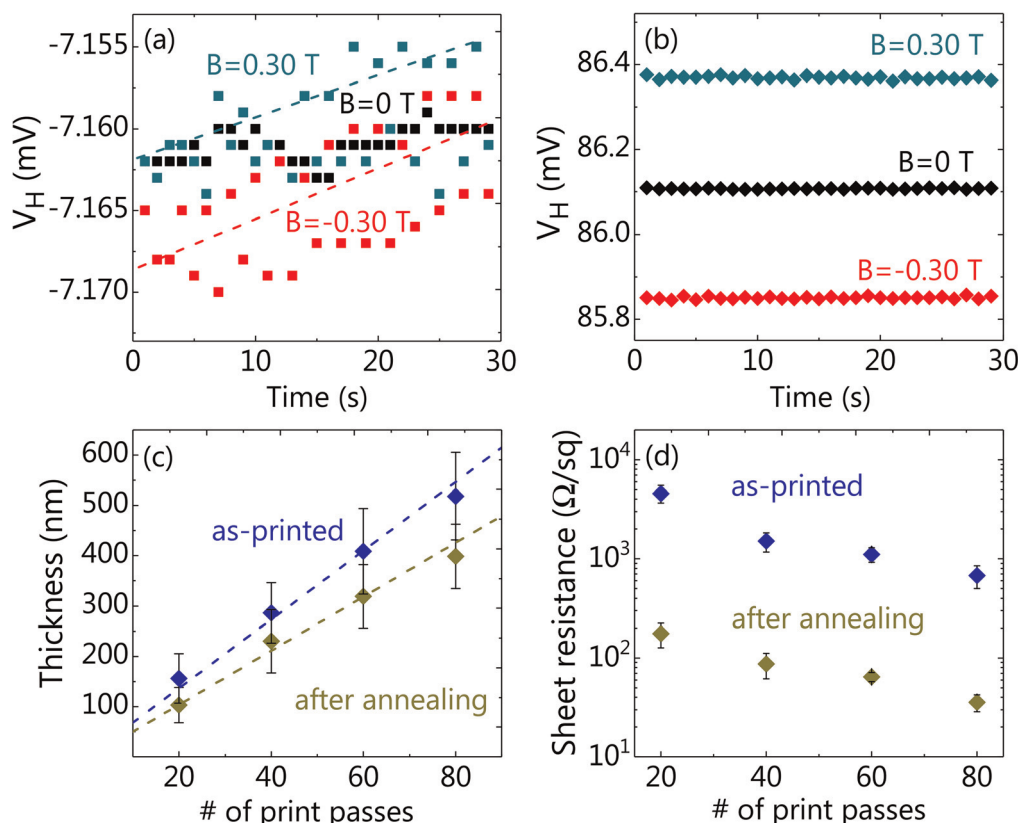 (a)
-7.155
-7.160
-7.165
-7.170
V_H (mV)
B=0.30 T
B=0 T
B=-0.30 T
0 10 20 30
Time (s)
(b)
86.4
86.2
86.0
85.8
V_H (mV)
B=0.30 T
B=0 T
B=-0.30 T
0 10 20 30
Time (s)
(c)
600
500
400
300
200
100
Thickness (nm)
as-printed
after annealing
20 40 60 80
# of print passes
(d)
10^4
10^3
10^2
10^1
Sheet resistance (Ω/sq)
as-printed
after annealing
20 40 60 80
# of print passes